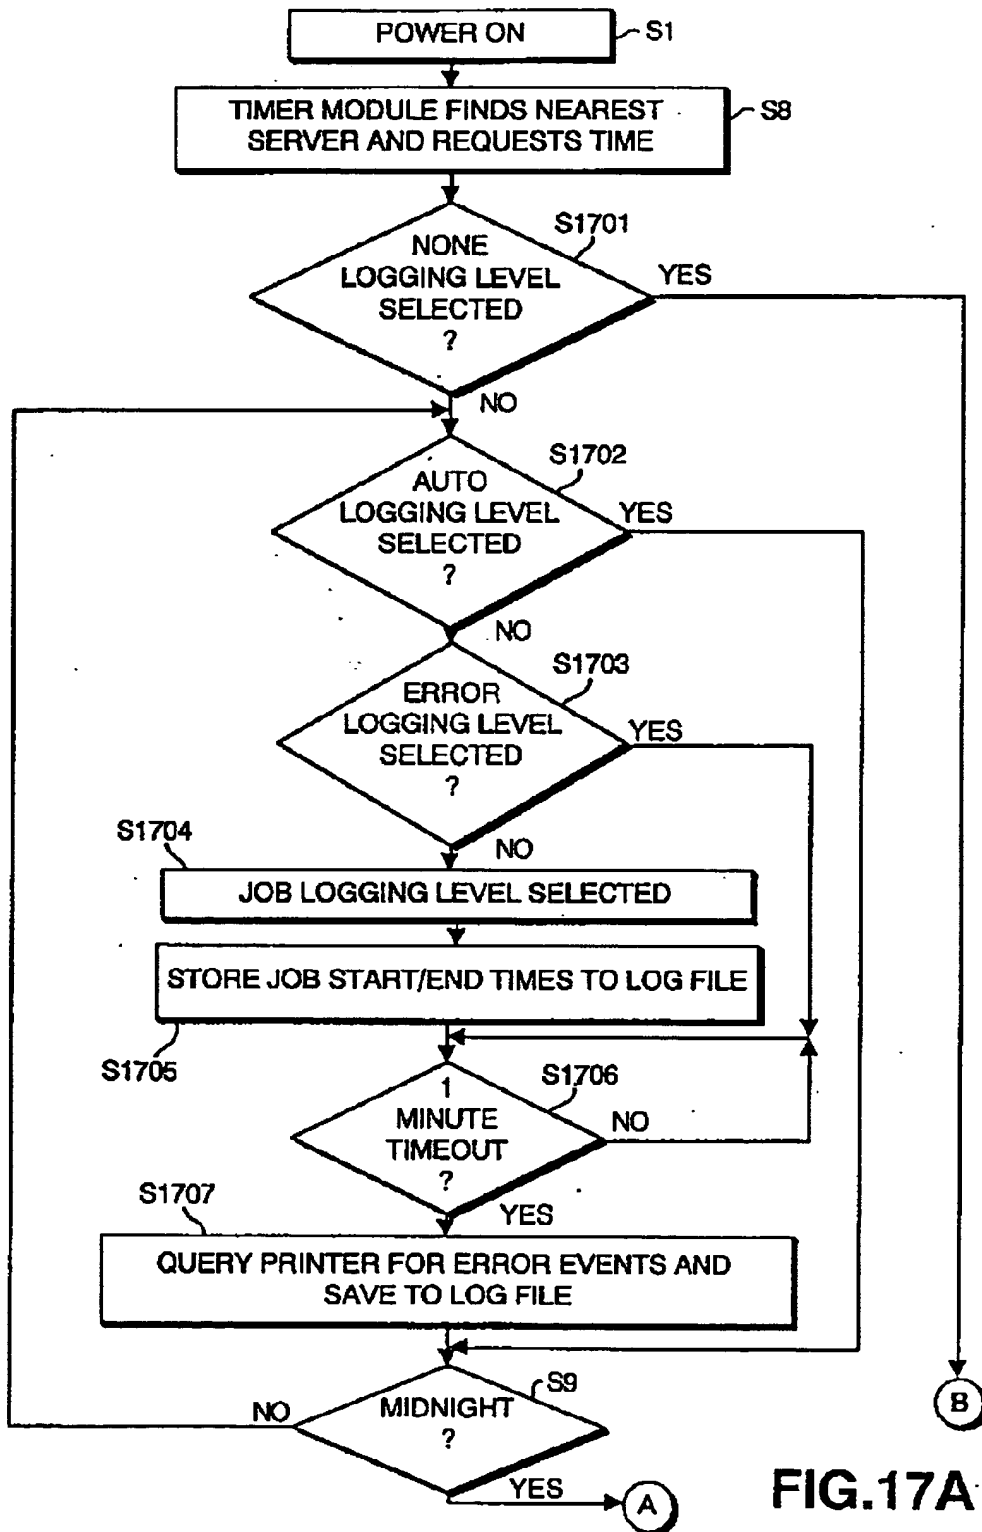 POWER ON
S1
TIMER MODULE FINDS NEAREST
SERVER AND REQUESTS TIME
S8
S1701
NONE
LOGGING LEVEL
SELECTED
?
YES
NO
S1702
AUTO
LOGGING LEVEL
SELECTED
?
YES
NO
S1703
ERROR
LOGGING LEVEL
SELECTED
?
YES
NO
S1704
JOB LOGGING LEVEL SELECTED
STORE JOB START/END TIMES TO LOG FILE
S1705
S1706
1
MINUTE
TIMEOUT
?
NO
YES
S1707
QUERY PRINTER FOR ERROR EVENTS AND
SAVE TO LOG FILE
S9
MIDNIGHT
?
NO
YES
A
B
FIG.17A